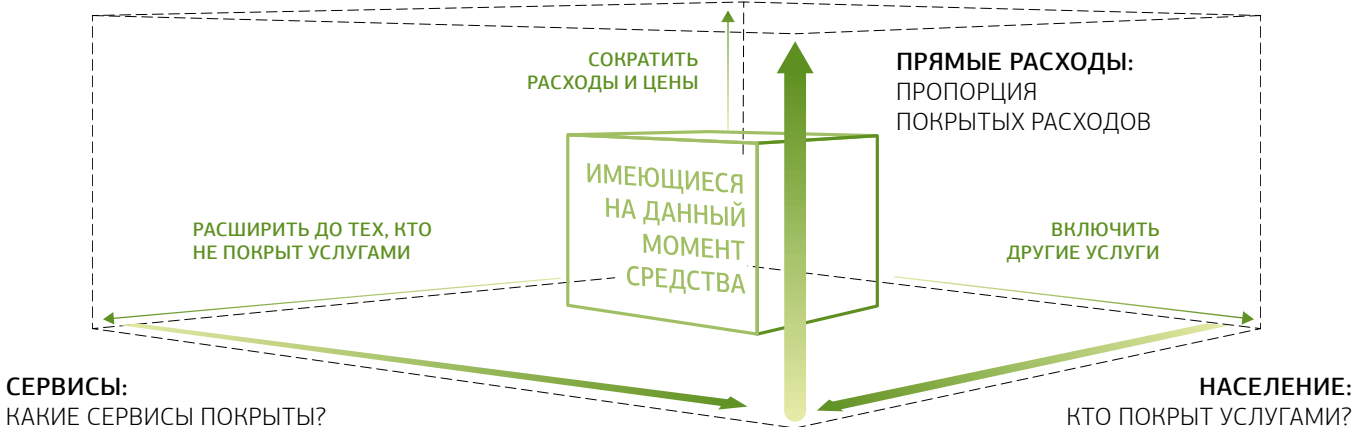 СОКРАТИТЬ
РАСХОДЫ И ЦЕНЫ
ПРЯМЫЕ РАСХОДЫ:
ПРОПОРЦИЯ
ПОКРЫТЫХ РАСХОДОВ
ИМЕЮЩИЕСЯ
НА ДАННЫЙ
МОМЕНТ
СРЕДСТВА
РАСШИРИТЬ ДО ТЕХ, КТО
НЕ ПОКРЫТ УСЛУГАМИ
ВКЛЮЧИТЬ
ДРУГИЕ УСЛУГИ
СЕРВИСЫ:
КАКИЕ СЕРВИСЫ ПОКРЫТЫ?
НАСЕЛЕНИЕ:
КТО ПОКРЫТ УСЛУГАМИ?